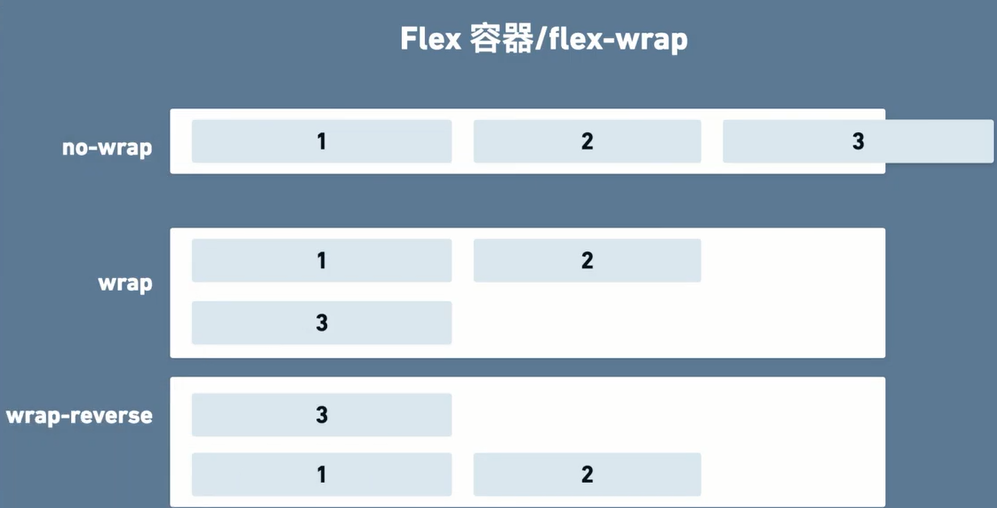 Flex 容器/flex-wrap
no-wrap
1 2 3
wrap
1 2
3
wrap-reverse
3
1 2